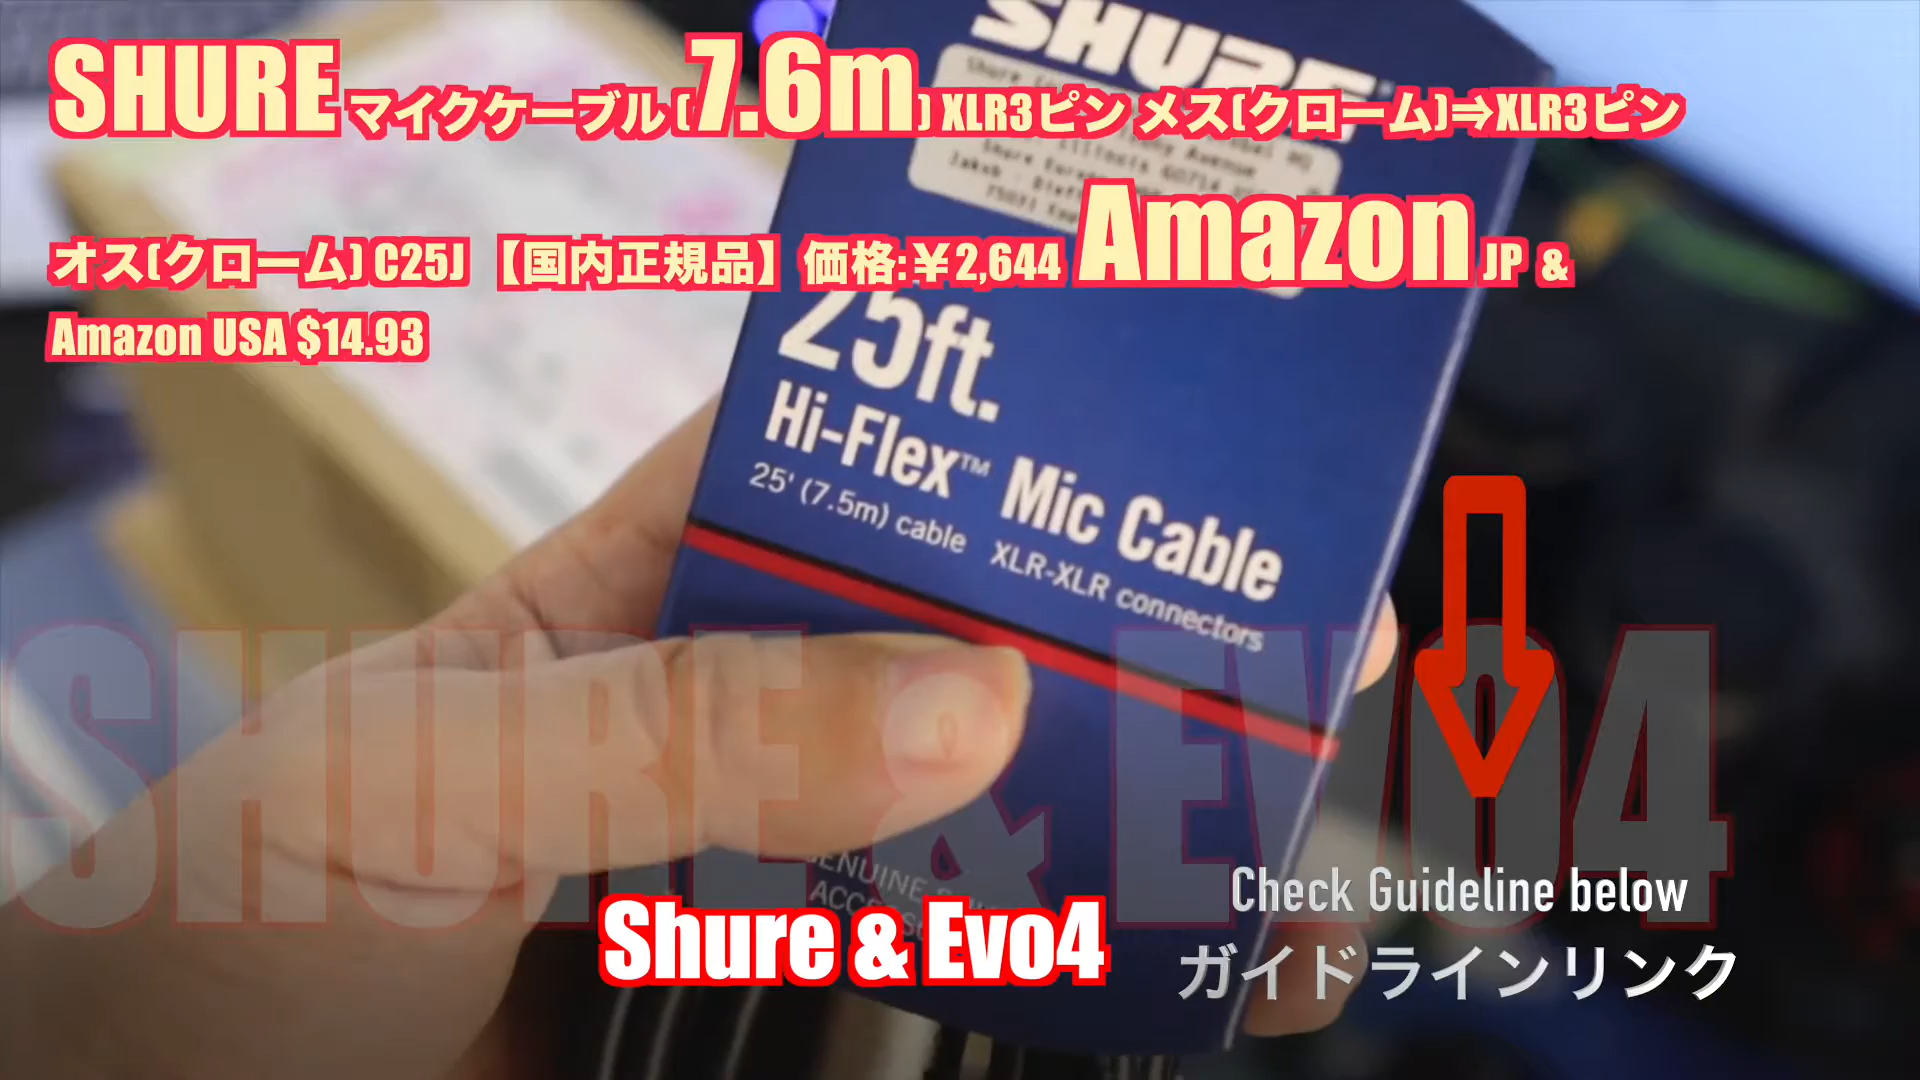 SHURE マイクケーブル (7.6m) XLR3ピン メス(クローム)⇒XLR3ピン
オス(クローム) C25J 【国内正規品】 価格:¥2,644 Amazon JP &
Amazon USA $14.93
SHURE
25ft.
Hi-Flex™ Mic Cable
25' (7.5m) cable XLR-XLR connectors
SHURE & EVO4
GENUINE
Shure & Evo4
Check Guideline below
ガイドラインリンク